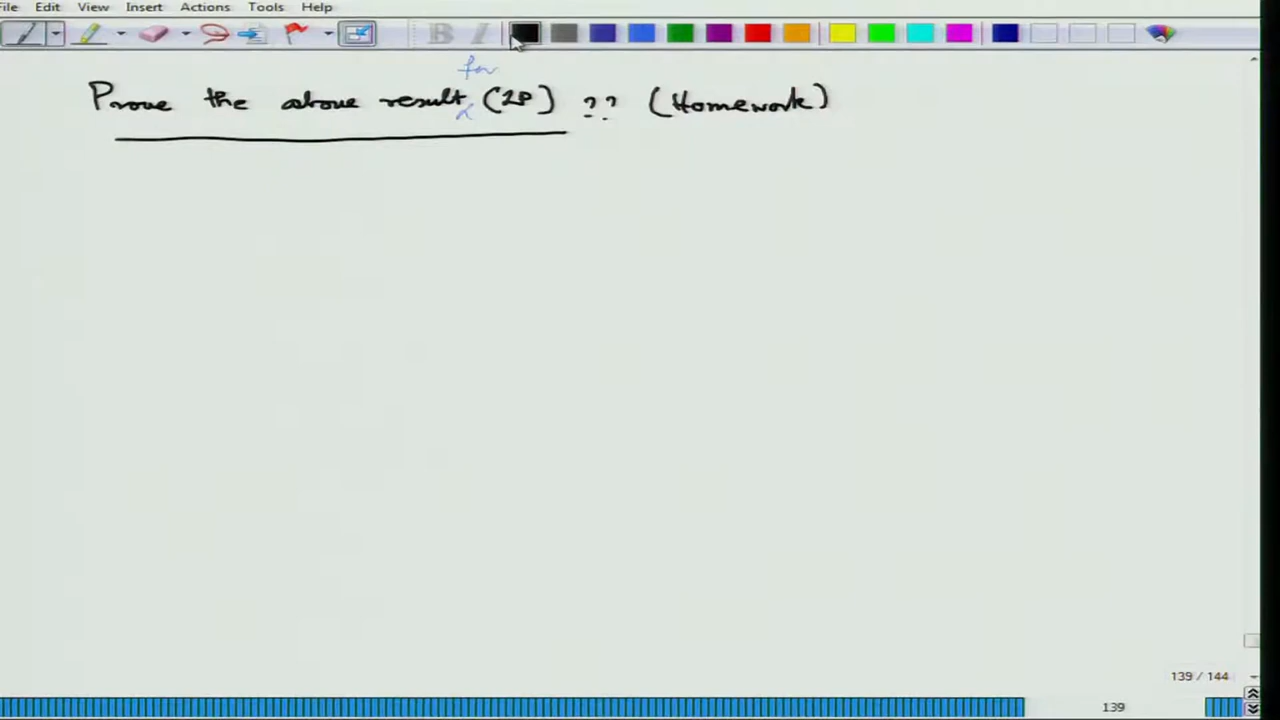 File Edit View Insert Actions Tools Help
B I
for
Prove the above result (2P) ?? (Homework)
139 / 144
139